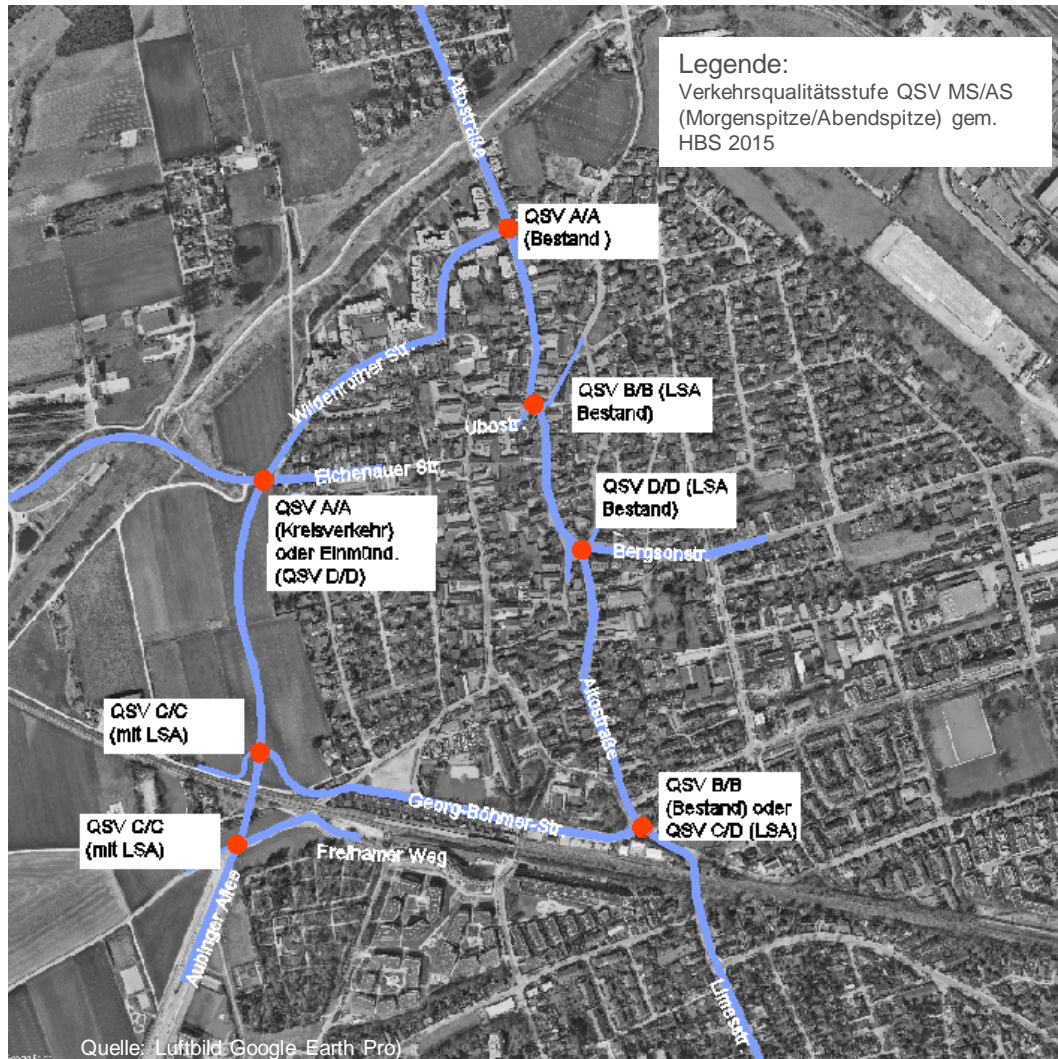 Legende:
Verkehrsqualitätsstufe QSV MS/AS
(Morgenspitze/Abendspitze) gem.
HBS 2015
Altostraße
QSV A/A
(Bestand )
Wildenrother Str.
QSV B/B (LSA
Bestand)
Ubostr.
Eichenauer Str.
QSV A/A
(Kreisverkehr)
oder Einmünd.
(QSV D/D)
QSV D/D (LSA
Bestand)
Bergsonstr.
Altostraße
QSV C/C
(mit LSA)
QSV B/B
(Bestand) oder
QSV C/D (LSA)
Georg-Böhmer-Str.
QSV C/C
(mit LSA)
Freihamer Weg
Aubinger Allee
Limesstr.
Quelle: Luftbild Google Earth Pro)